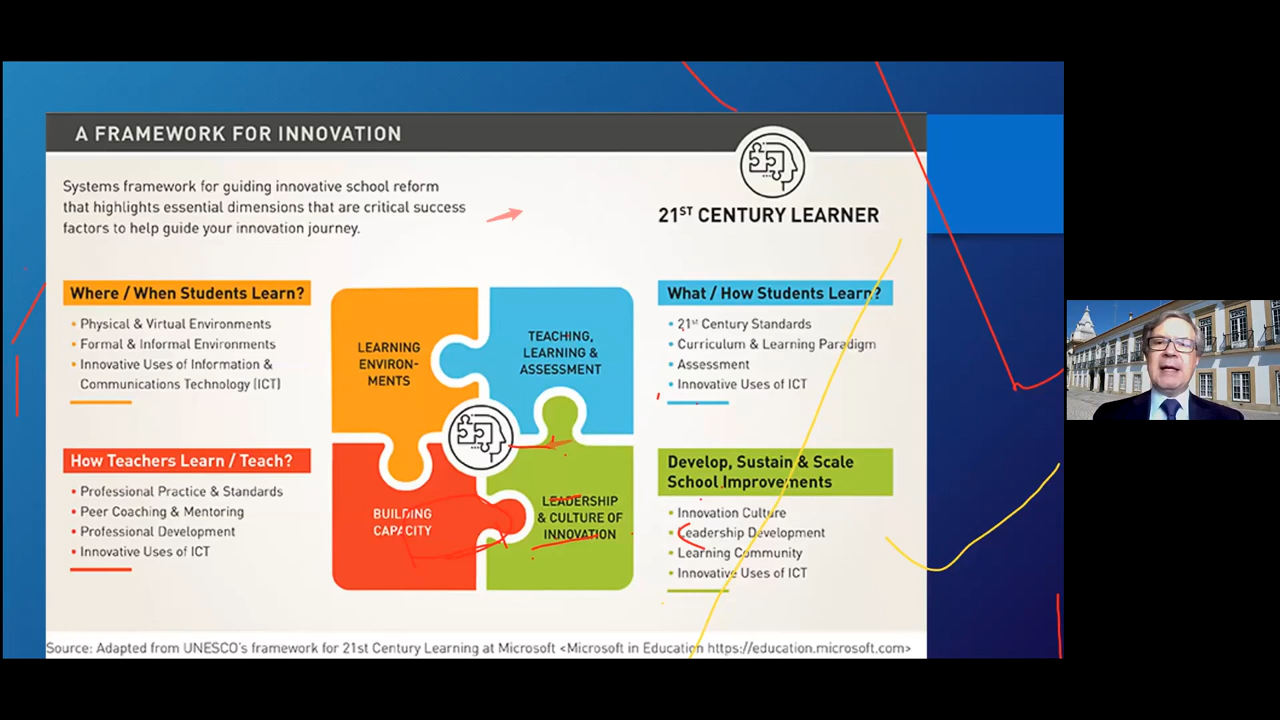 A FRAMEWORK FOR INNOVATION
Systems framework for guiding innovative school reform
that highlights essential dimensions that are critical success
factors to help guide your innovation journey.
21ST CENTURY LEARNER
Where / When Students Learn?
• Physical & Virtual Environments
• Formal & Informal Environments
• Innovative Uses of Information &
Communications Technology (ICT)
How Teachers Learn / Teach?
• Professional Practice & Standards
• Peer Coaching & Mentoring
• Professional Development
• Innovative Uses of ICT
LEARNING
ENVIRON-
MENTS
TEACHING,
LEARNING &
ASSESSMENT
BUILDING
CAPACITY
LEADERSHIP
& CULTURE OF
INNOVATION
What / How Students Learn?
• 21st Century Standards
• Curriculum & Learning Paradigm
• Assessment
• Innovative Uses of ICT
Develop, Sustain & Scale
School Improvements
• Innovation Culture
• Leadership Development
• Learning Community
• Innovative Uses of ICT
Source: Adapted from UNESCO's framework for 21st Century Learning at Microsoft <Microsoft in Education https://education.microsoft.com>